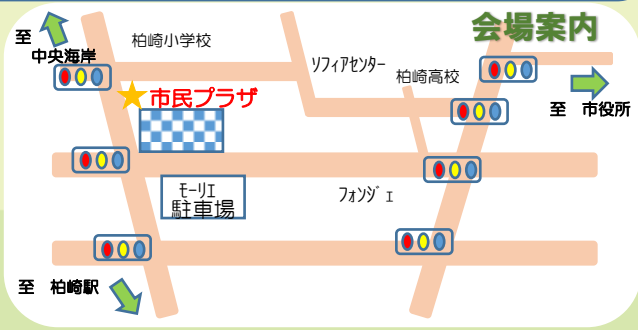 会場案内
至
中央海岸
柏崎小学校
ソフィアセンター
柏崎高校
市民プラザ
至 市役所
モーリエ
駐車場
フォンジェ
至 柏崎駅